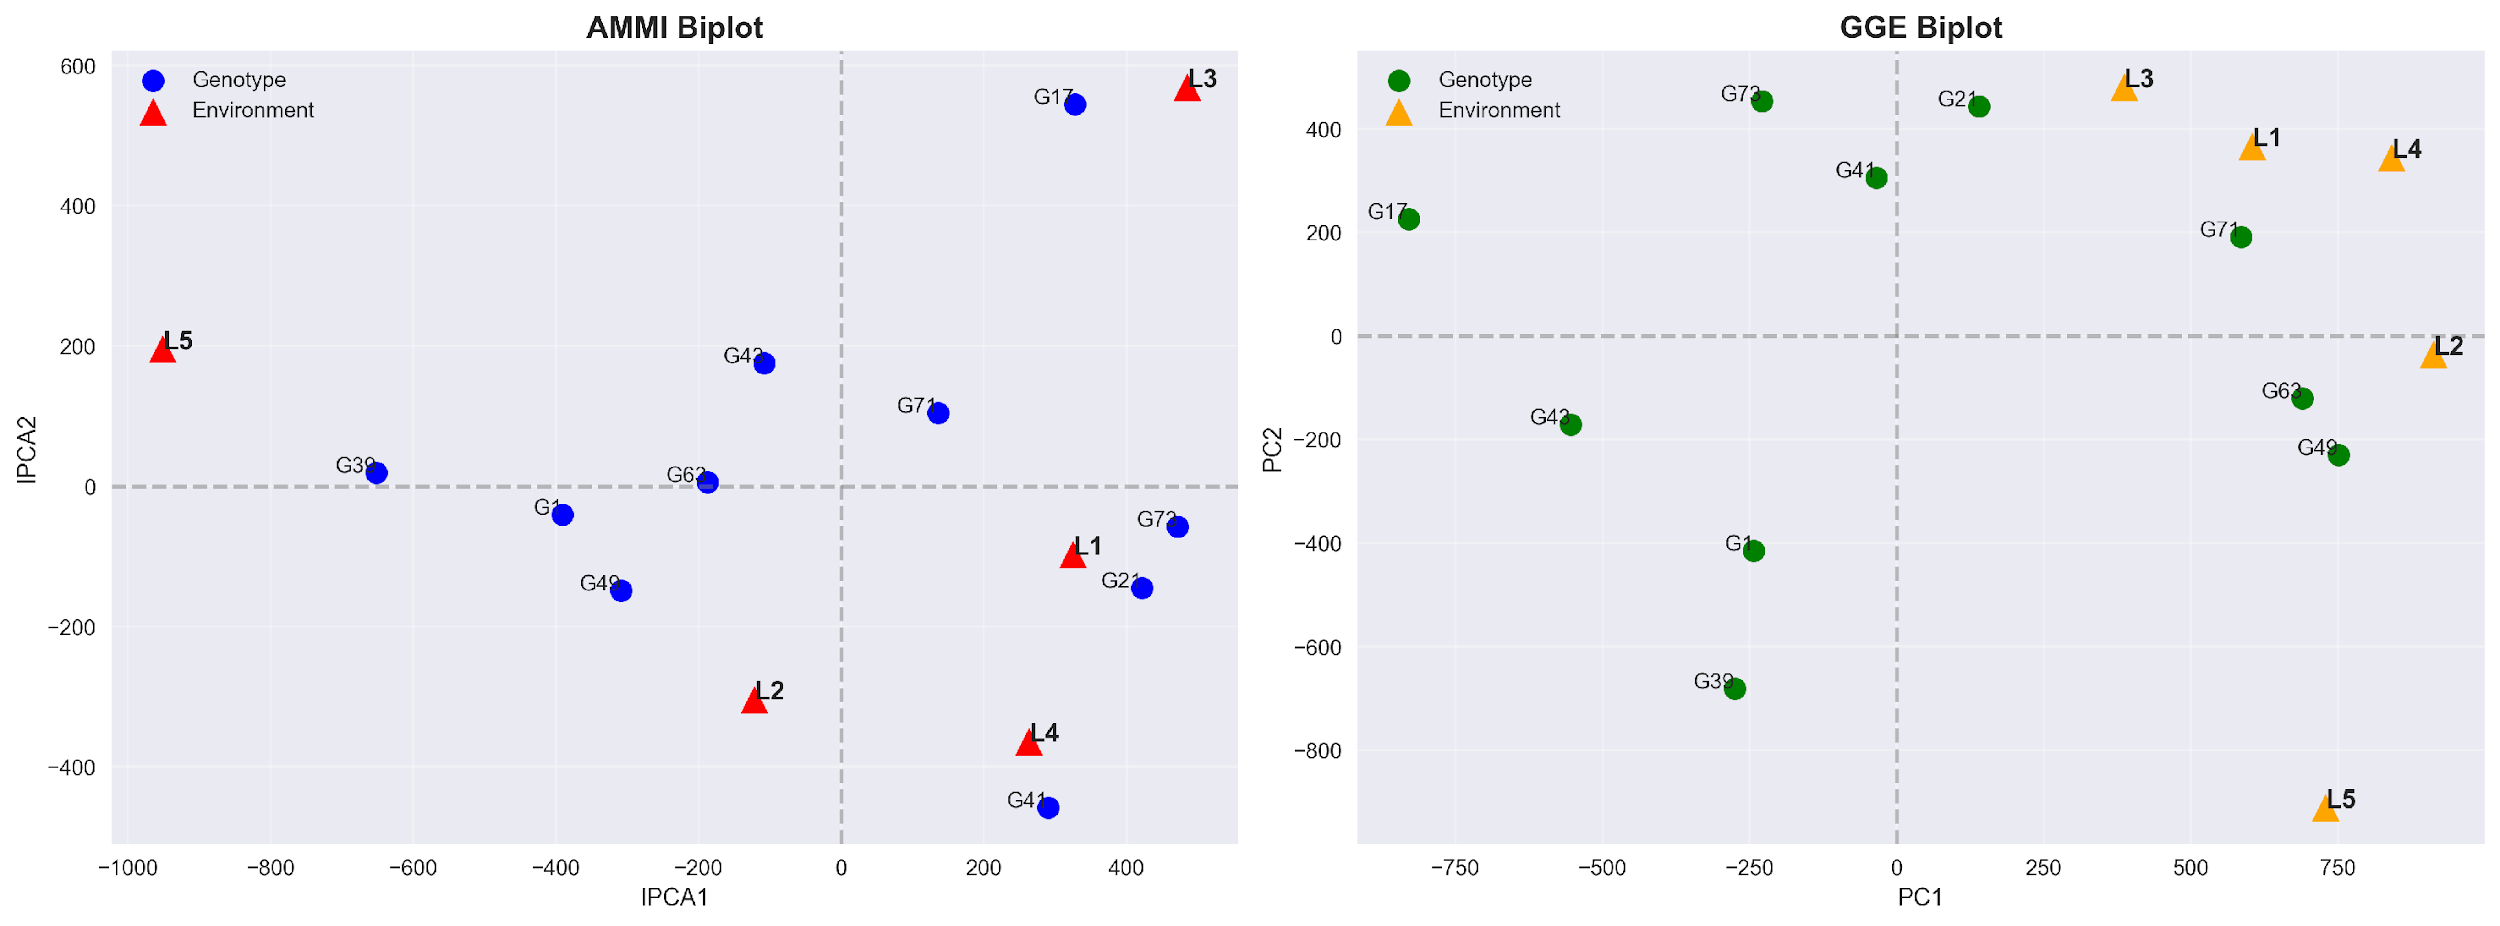 AMMI Biplot
Genotype
Environment
IPCA2
600
400
200
0
−200
−400
G17
L3
L5
G43
G71
G39
G63
G1
G73
L1
G49
G21
L2
L4
G41
−1000
−800
−600
−400
−200
0
200
400
IPCA1
GGE Biplot
Genotype
Environment
PC2
400
200
0
−200
−400
−600
−800
L3
G73
G21
L1
L4
G41
G17
G71
L2
G63
G43
G49
G1
G39
L5
−750
−500
−250
0
250
500
750
PC1